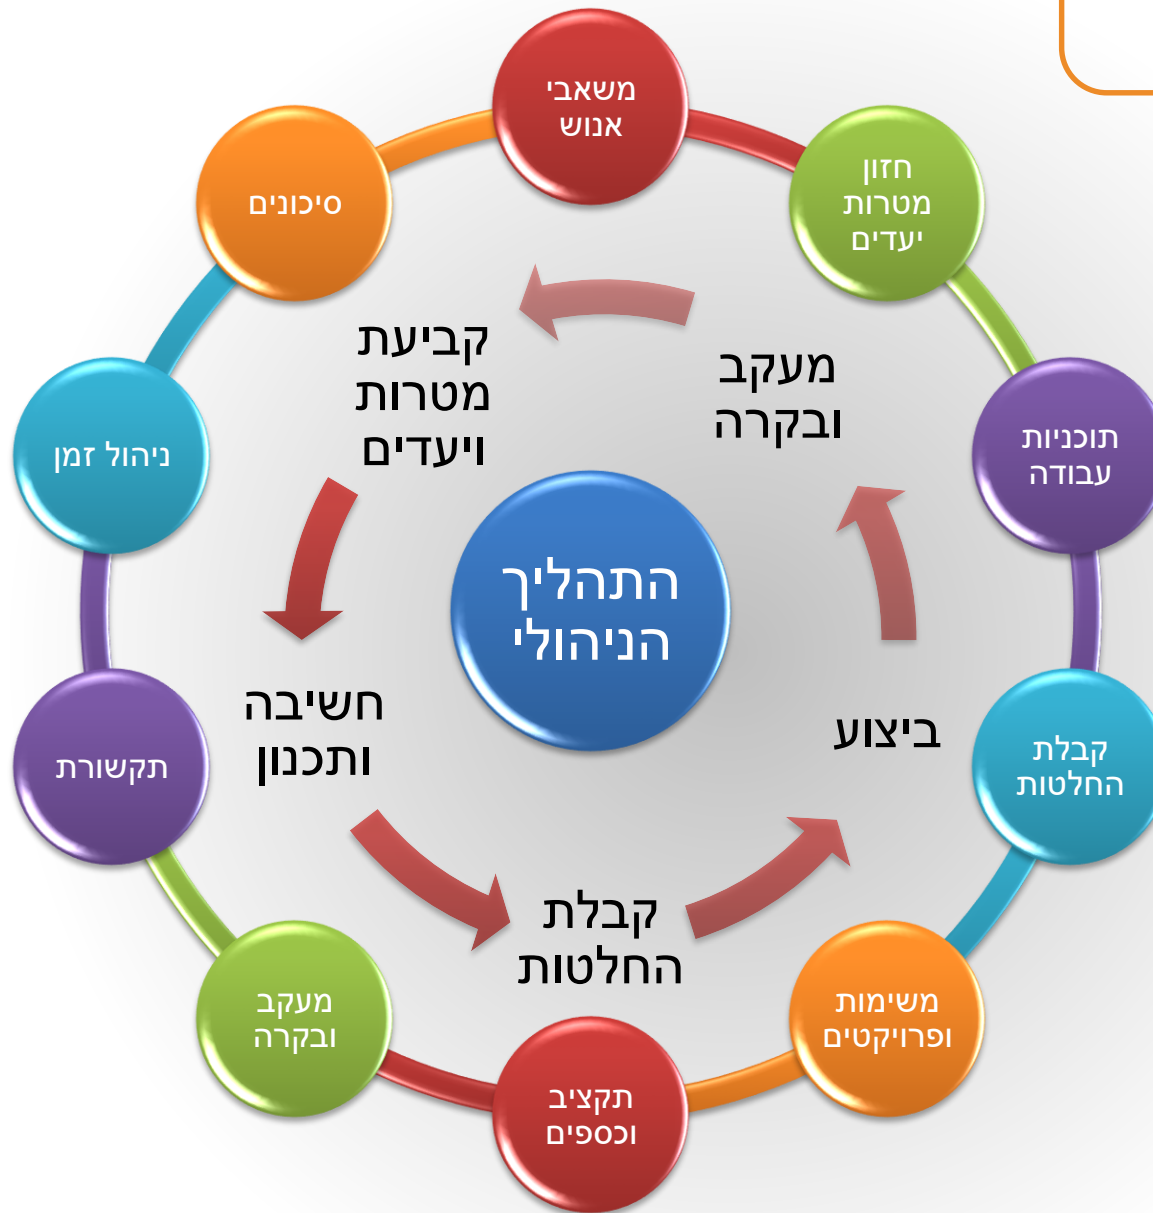 משאבי
אנוש
חזון
מטרות
יעדים
תוכניות
עבודה
קבלת
החלטות
משימות
ופרויקטים
תקציב
וכספים
מעקב
ובקרה
תקשורת
ניהול זמן
סיכונים
התהליך
הניהולי
קביעת
מטרות
ויעדים
חשיבה
ותכנון
קבלת
החלטות
ביצוע
מעקב
ובקרה